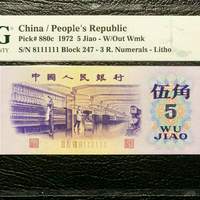 G
China / People's Republic
Pick# 880c 1972 5 Jiao - W/Out Wmk
S/N 8111111 Block 247 - 3 R. Numerals - Litho
中国人民银行
伍角
5
WU
JIAO
8111111